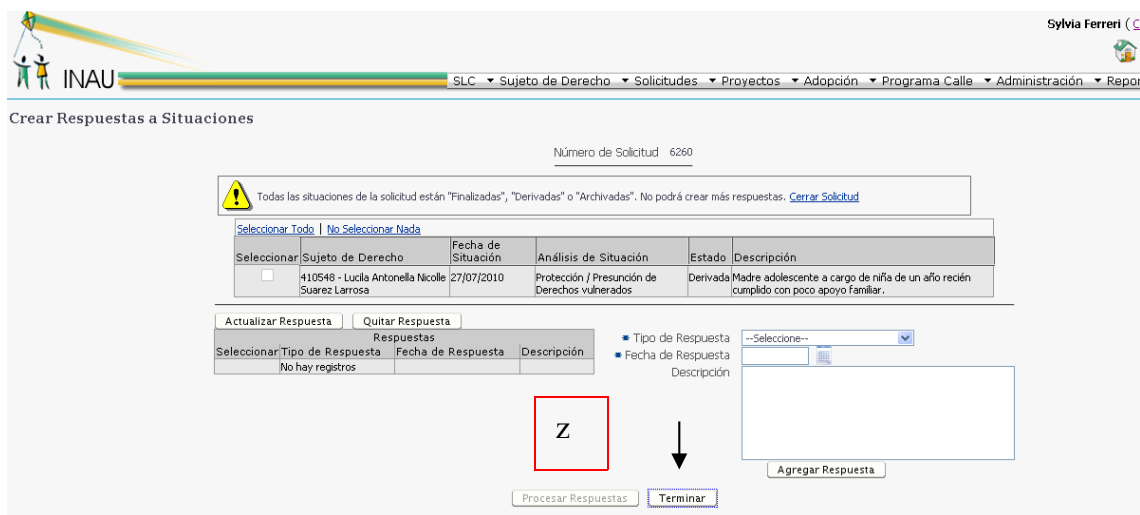 Sylvia Ferreri ( C
INAU
SLC Sujeto de Derecho Solicitudes Proyectos Adopción Programa Calle Administración Repor
Crear Respuestas a Situaciones
Número de Solicitud 6260
Todas las situaciones de la solicitud están "Finalizadas", "Derivadas" o "Archivadas". No podrá crear más respuestas. Cerrar Solicitud
Seleccionar Todo | No Seleccionar Nada
Seleccionar Sujeto de Derecho Fecha de Situación Análisis de Situación Estado Descripción
410548 - Lucila Antonella Nicolle 27/07/2010 Protección / Presunción de Derivada Madre adolescente a cargo de niña de un año recién
Suarez Larrosa Derechos vulnerados cumplido con poco apoyo familiar.
Actualizar Respuesta Quitar Respuesta
Respuestas
Seleccionar Tipo de Respuesta Fecha de Respuesta Descripción
No hay registros
Tipo de Respuesta --Seleccione--
Fecha de Respuesta
Descripción
Z
Agregar Respuesta
Procesar Respuestas Terminar